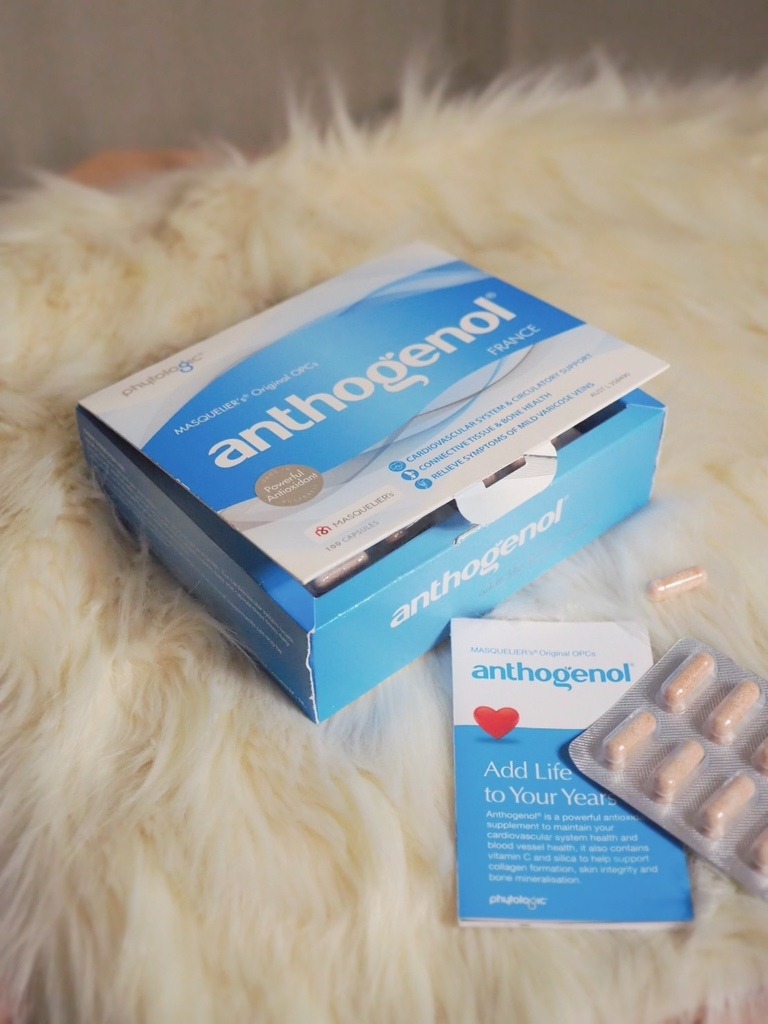 phytologic™
MASQUELIER's® Original OPCs
anthogenol®
FRANCE
CARDIOVASCULAR SYSTEM & CIRCULATORY SUPPORT
CONNECTIVE TISSUE & BONE HEALTH
RELIEVE SYMPTOMS OF MILD VARICOSE VEINS
Powerful
Antioxidant
MASQUELIER's
100 CAPSULES
anthogenol®
MASQUELIER's® Original OPCs
anthogenol®
Add Life
to Your Years
Anthogenol® is a powerful
supplement to maintain your
cardiovascular system health and
blood vessel health, it also contains
vitamin C and silica to help support
collagen formation, skin integrity and
bone mineralisation.
phytologic